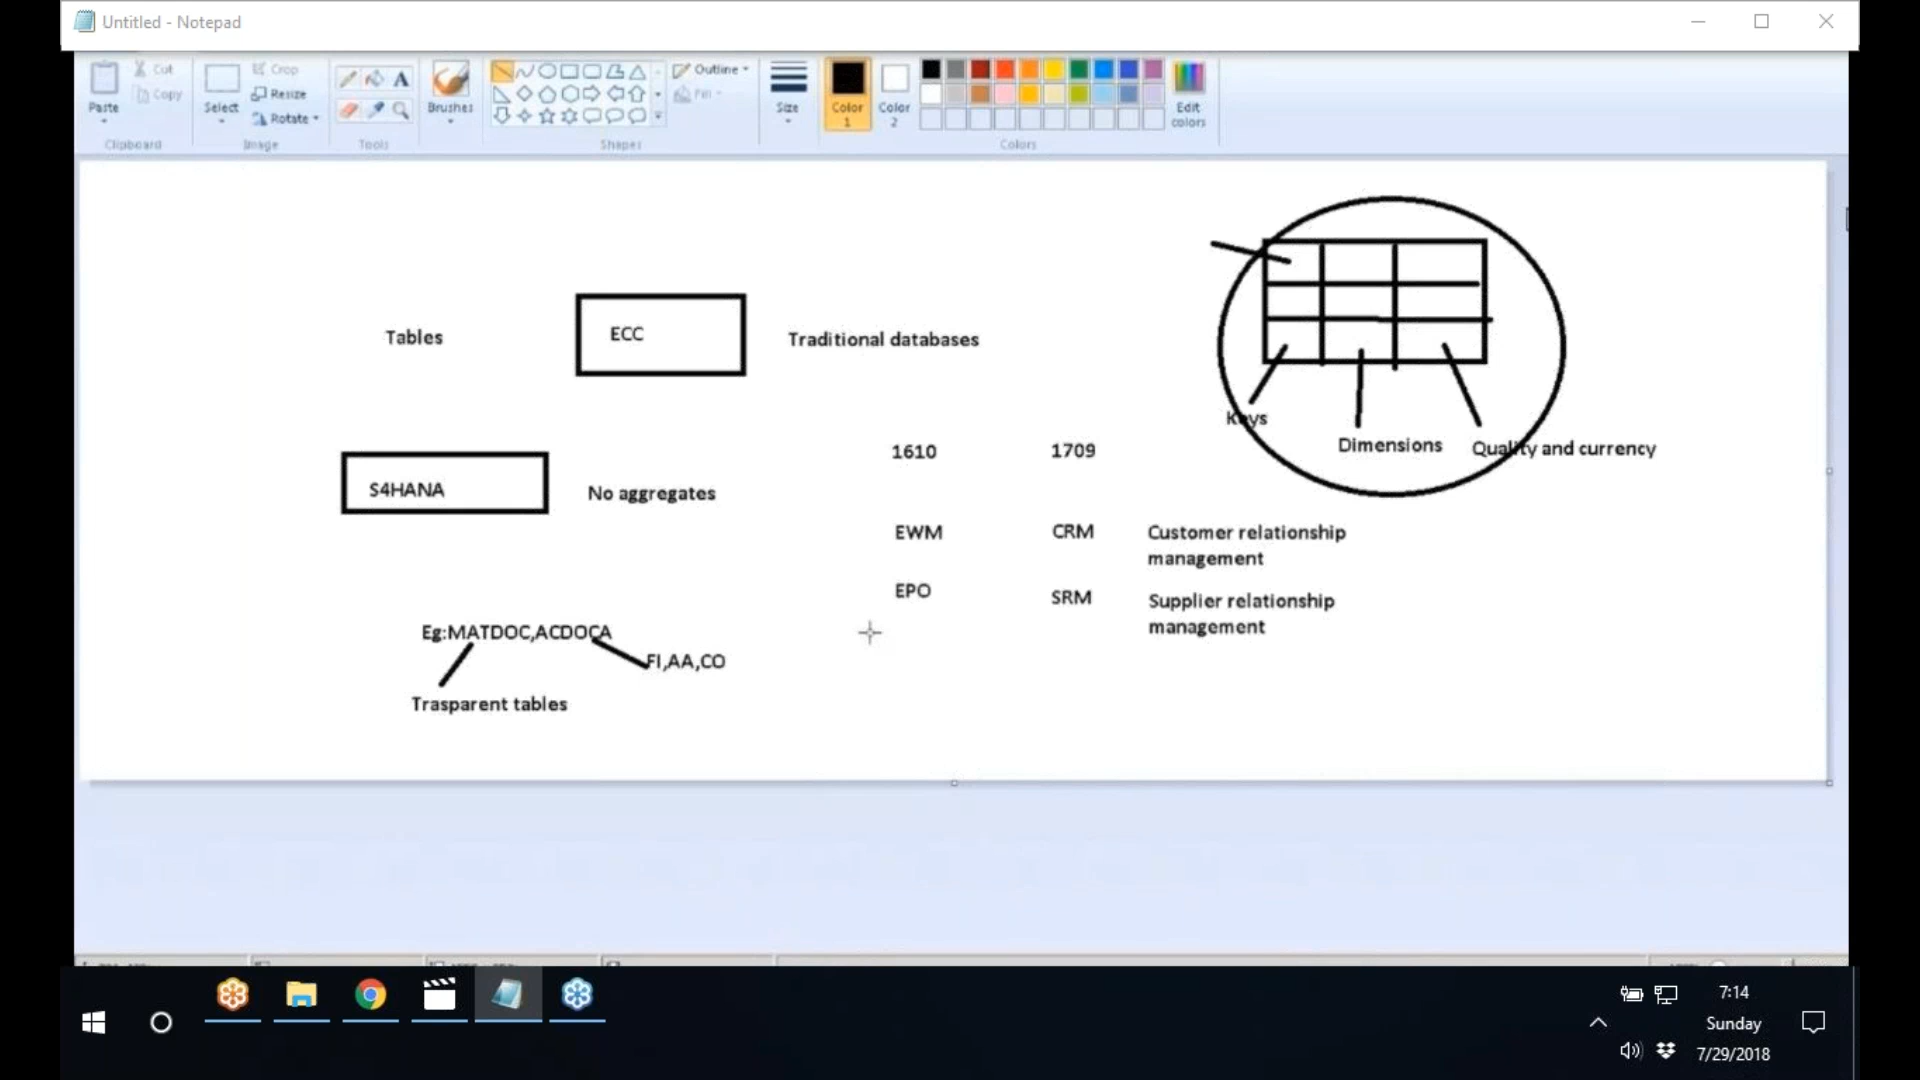 Untitled - Notepad
Paste
Cut
Copy
Clipboard
Select
Crop
Resize
Rotate
Image
Tools
Brushes
Shapes
Outline
Fill
Size
Color
1
Color
2
Edit
colors
Colors
Tables
ECC
Traditional databases
Keys
Dimensions
Quality and currency
S4HANA
No aggregates
1610
1709
EWM
CRM
Customer relationship
management
EPO
SRM
Supplier relationship
management
Eg:MATDOC,ACDOCA
FI,AA,CO
Trasparent tables
7:14
Sunday
7/29/2018